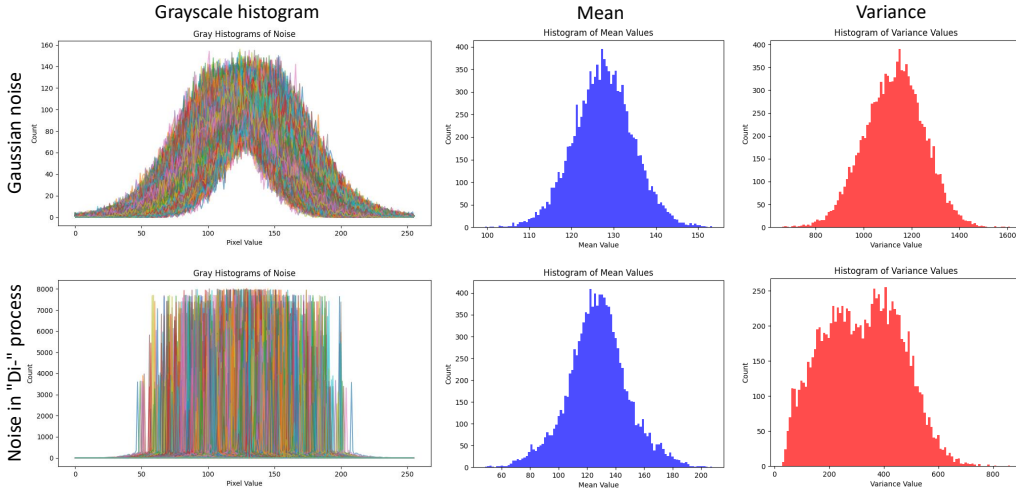 Grayscale histogram
Mean
Variance
Gaussian noise
Gray Histograms of Noise
160
140
120
100
80
60
40
20
0
Count
0 50 100 150 200 250
Pixel Value
Histogram of Mean Values
400
350
300
250
200
150
100
50
0
Count
100 110 120 130 140 150
Mean Value
Histogram of Variance Values
400
350
300
250
200
150
100
50
0
Count
800 1000 1200 1400 1600
Variance Value
Noise in "Di-" process
Gray Histograms of Noise
8000
7000
6000
5000
4000
3000
2000
1000
0
Count
0 50 100 150 200 250
Pixel Value
Histogram of Mean Values
400
350
300
250
200
150
100
50
0
Count
60 80 100 120 140 160 180 200
Mean Value
Histogram of Variance Values
250
200
150
100
50
0
Count
0 200 400 600 800
Variance Value